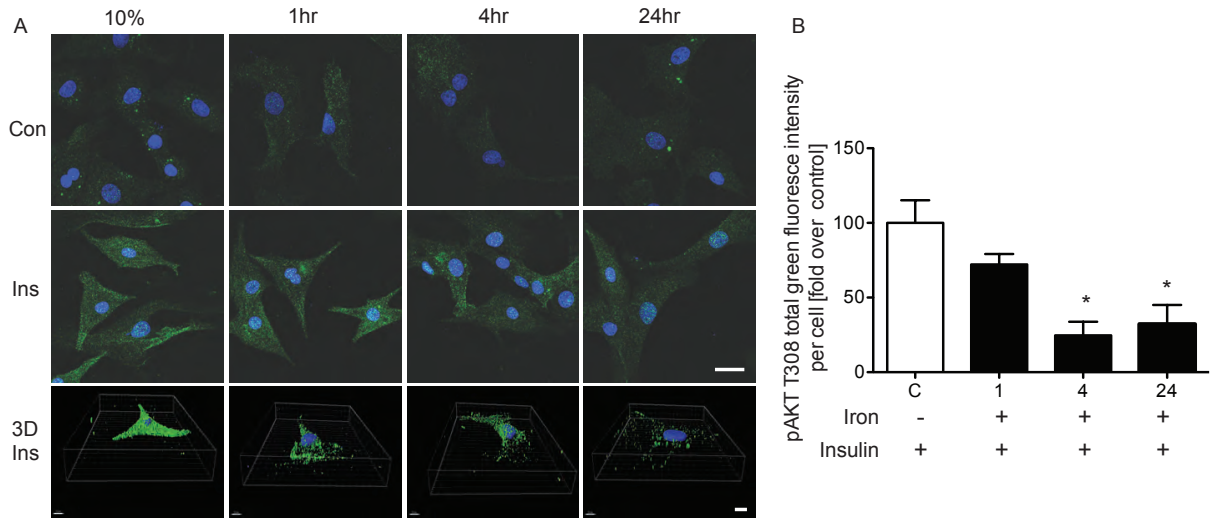 A
10%
1hr
4hr
24hr
Con
Ins
3D
Ins
B
pAKT T308 total green fluoresce intensity
per cell [fold over control]
150
100
50
0
*
*
C
1
4
24
Iron - + + +
Insulin + + + +